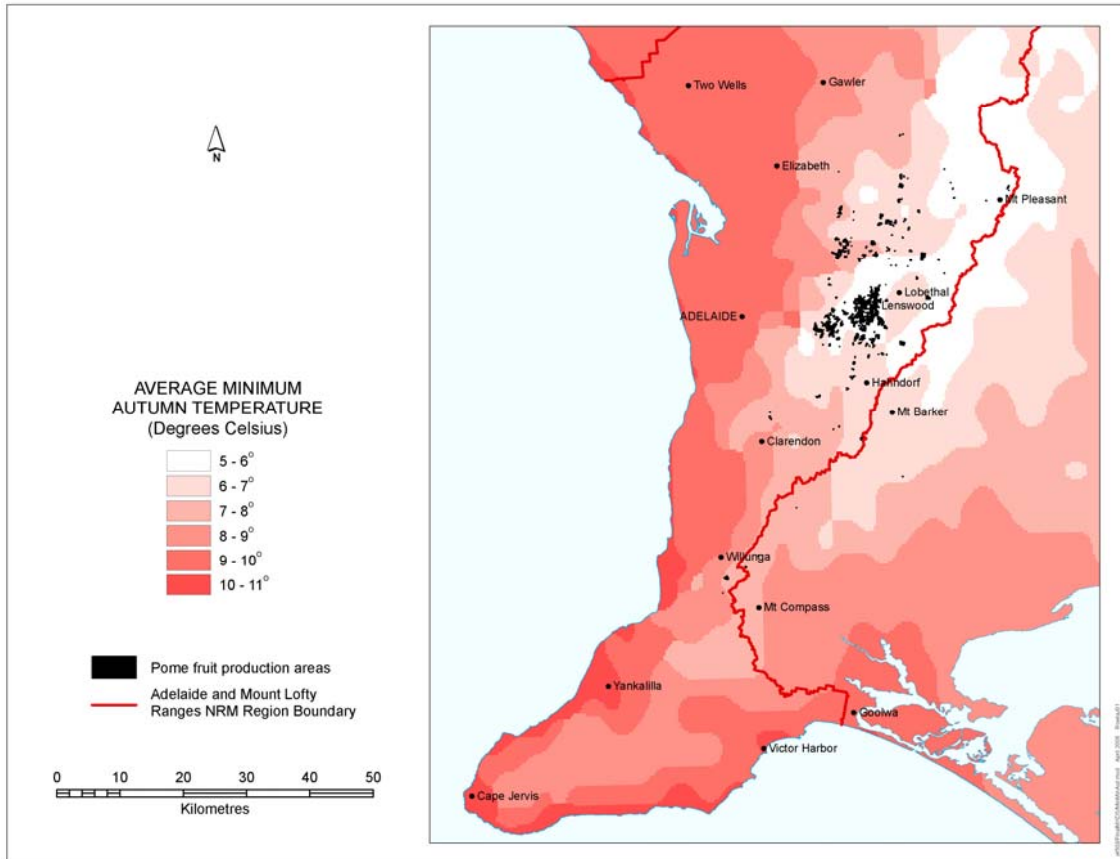 N
AVERAGE MINIMUM
AUTUMN TEMPERATURE
(Degrees Celsius)
5 - 6°
6 - 7°
7 - 8°
8 - 9°
9 - 10°
10 - 11°
Pome fruit production areas
Adelaide and Mount Lofty
Ranges NRM Region Boundary
0 10 20 30 40 50
Kilometres
Two Wells
Gawler
Elizabeth
Mt Pleasant
Lobethal
Lenswood
ADELAIDE
Hahndorf
Mt Barker
Clarendon
Willunga
Mt Compass
Yankalilla
Goolwa
Victor Harbor
Cape Jervis